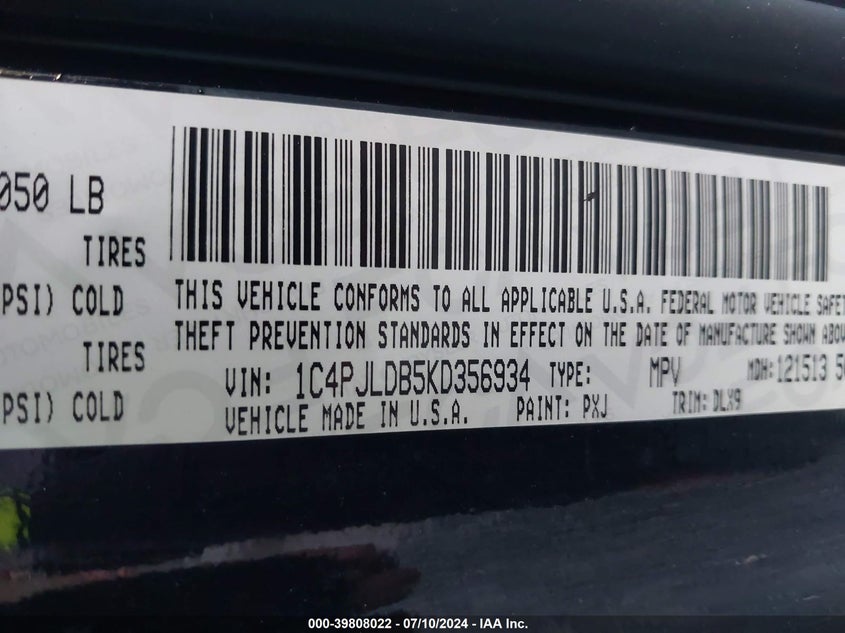 050 LB
TIRES
PSI) COLD
TIRES
PSI) COLD
THIS VEHICLE CONFORMS TO ALL APPLICABLE U.S.A. FEDERAL MOTOR VEHICLE SAFET
THEFT PREVENTION STANDARDS IN EFFECT ON THE DATE OF MANUFACTURE SHOWN ABOV
VIN: 1C4PJLDB5KD356934 TYPE: MPV MDH: 121513 50
VEHICLE MADE IN U.S.A. PAINT: PXJ TRIM: DLX9
000-39808022 - 07/10/2024 - IAA Inc.